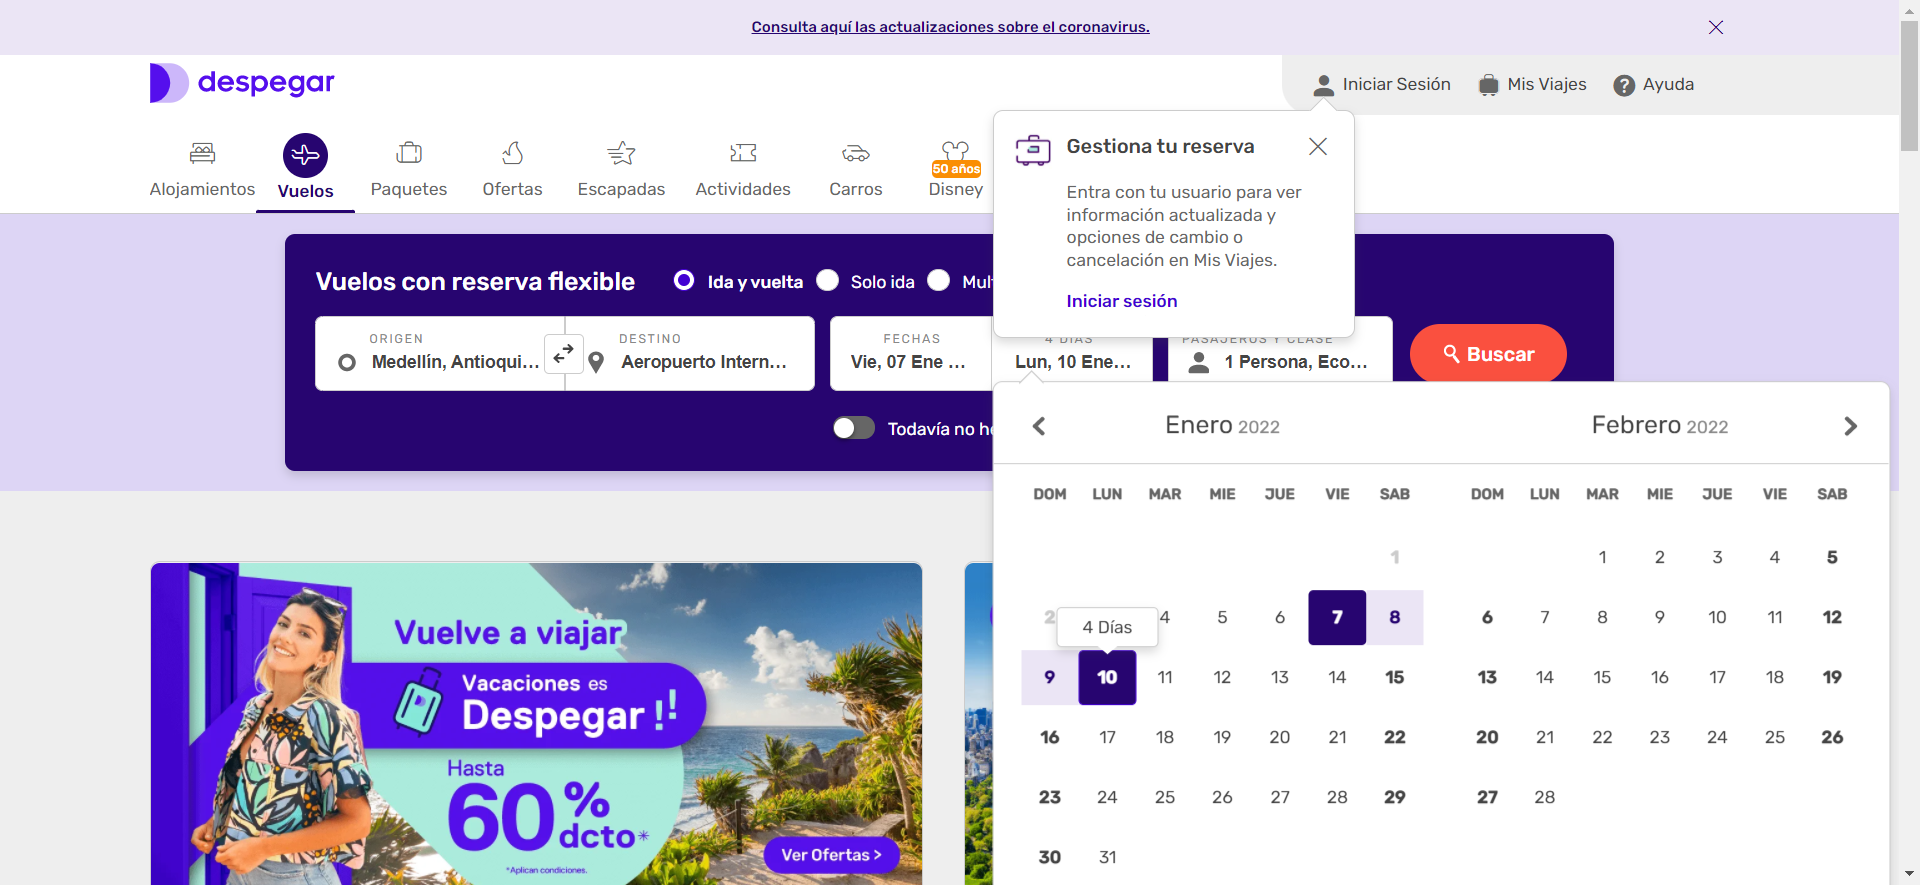 Consulta aquí las actualizaciones sobre el coronavirus.
despegar
Iniciar Sesión
Mis Viajes
Ayuda
Alojamientos
Vuelos
Paquetes
Ofertas
Escapadas
Actividades
Carros
50 años
Disney
Gestiona tu reserva
Entra con tu usuario para ver
información actualizada y
opciones de cambio o
cancelación en Mis Viajes.
Iniciar sesión
Vuelos con reserva flexible
Ida y vuelta
Solo ida
ORIGEN
Medellín, Antioqui...
DESTINO
Aeropuerto Intern...
FECHAS
Vie, 07 Ene ...
4 DÍAS
Lun, 10 Ene...
PASAJEROS Y CLASE
1 Persona, Eco...
Buscar
Todavía no
Enero 2022
DOM LUN MAR MIE JUE VIE SAB
1
2 4 5 6 7 8
4 Días
9 10 11 12 13 14 15
16 17 18 19 20 21 22
23 24 25 26 27 28 29
30 31
Febrero 2022
DOM LUN MAR MIE JUE VIE SAB
1 2 3 4 5
6 7 8 9 10 11 12
13 14 15 16 17 18 19
20 21 22 23 24 25 26
27 28
Vuelve a viajar
Vacaciones es
Despegar !!
Hasta
60%
dcto*
*Aplican condiciones.
Ver Ofertas >